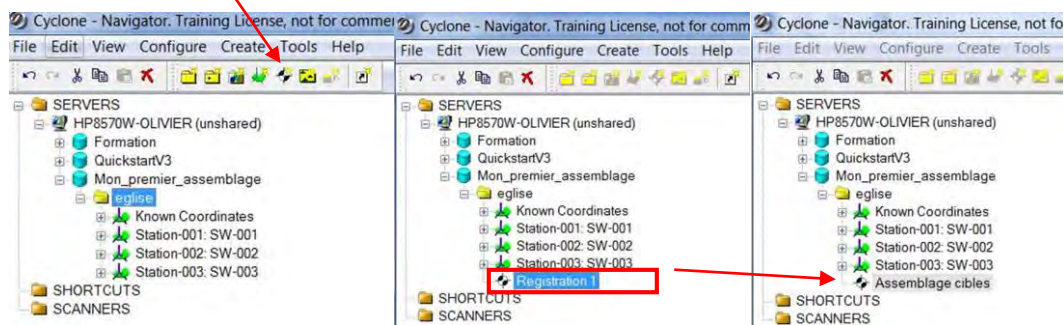 Cyclone - Navigator. Training License, not for commer
File Edit View Configure Create Tools Help
SERVERS
HP8570W-OLIVIER (unshared)
Formation
QuickstartV3
Mon_premier_assemblage
eglise
Known Coordinates
Station-001: SW-001
Station-002: SW-002
Station-003: SW-003
SHORTCUTS
SCANNERS
Cyclone - Navigator. Training License, not for comm
File Edit View Configure Create Tools Help
SERVERS
HP8570W-OLIVIER (unshared)
Formation
QuickstartV3
Mon_premier_assemblage
eglise
Known Coordinates
Station-001: SW-001
Station-002: SW-002
Station-003: SW-003
Registration 1
SHORTCUTS
SCANNERS
Cyclone - Navigator. Training License, not fo
File Edit View Configure Create Tools
SERVERS
HP8570W-OLIVIER (unshared)
Formation
QuickstartV3
Mon_premier_assemblage
eglise
Known Coordinates
Station-001: SW-001
Station-002: SW-002
Station-003: SW-003
Assemblage cibles
SHORTCUTS
SCANNERS